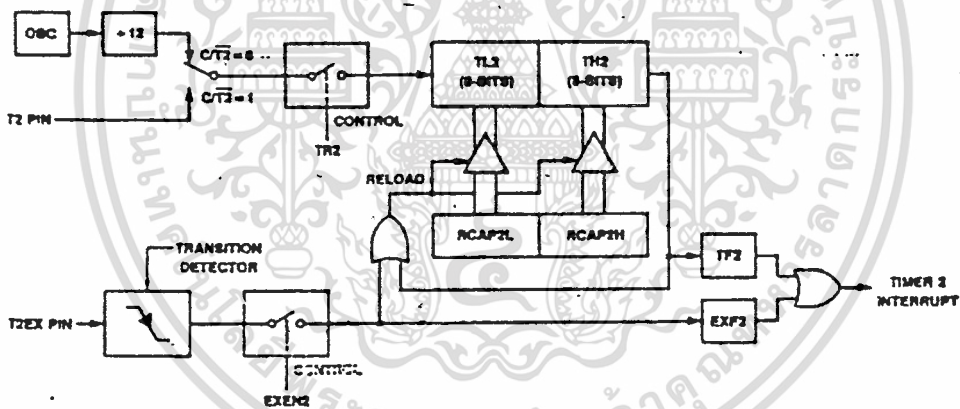 OSC
÷ 12
C/T2 = 0
C/T2 = 1
T2 PIN
CONTROL
TR2
TL2
(8-BITS)
TH2
(8-BITS)
RELOAD
RCAP2L
RCAP2H
TRANSITION
DETECTOR
T2EX PIN
CONTROL
EXEN2
TF2
EXF2
TIMER 2
INTERRUPT